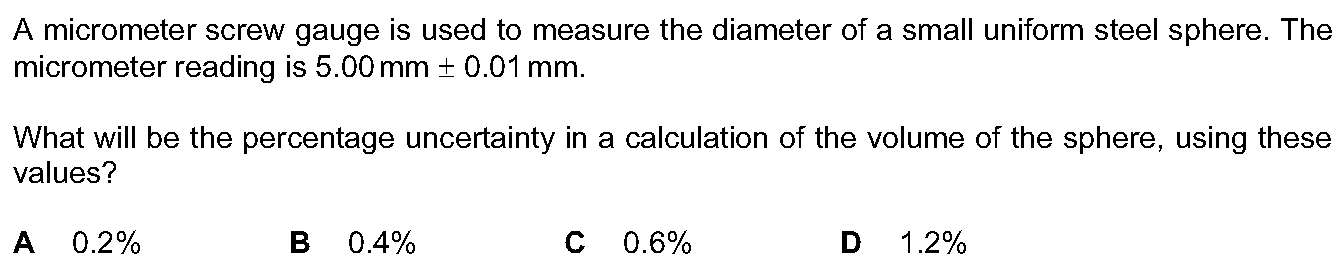 A micrometer screw gauge is used to measure the diameter of a small uniform steel sphere. The
micrometer reading is 5.00 mm ± 0.01 mm.
What will be the percentage uncertainty in a calculation of the volume of the sphere, using these
values?
A 0.2% B 0.4% C 0.6% D 1.2%